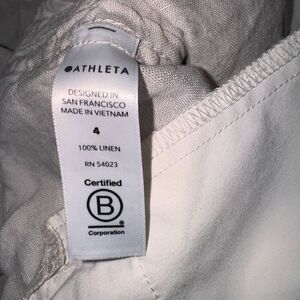 ATHLETA
DESIGNED IN
SAN FRANCISCO
MADE IN VIETNAM
4
100% LINEN
RN 54023
Certified
B
Corporation